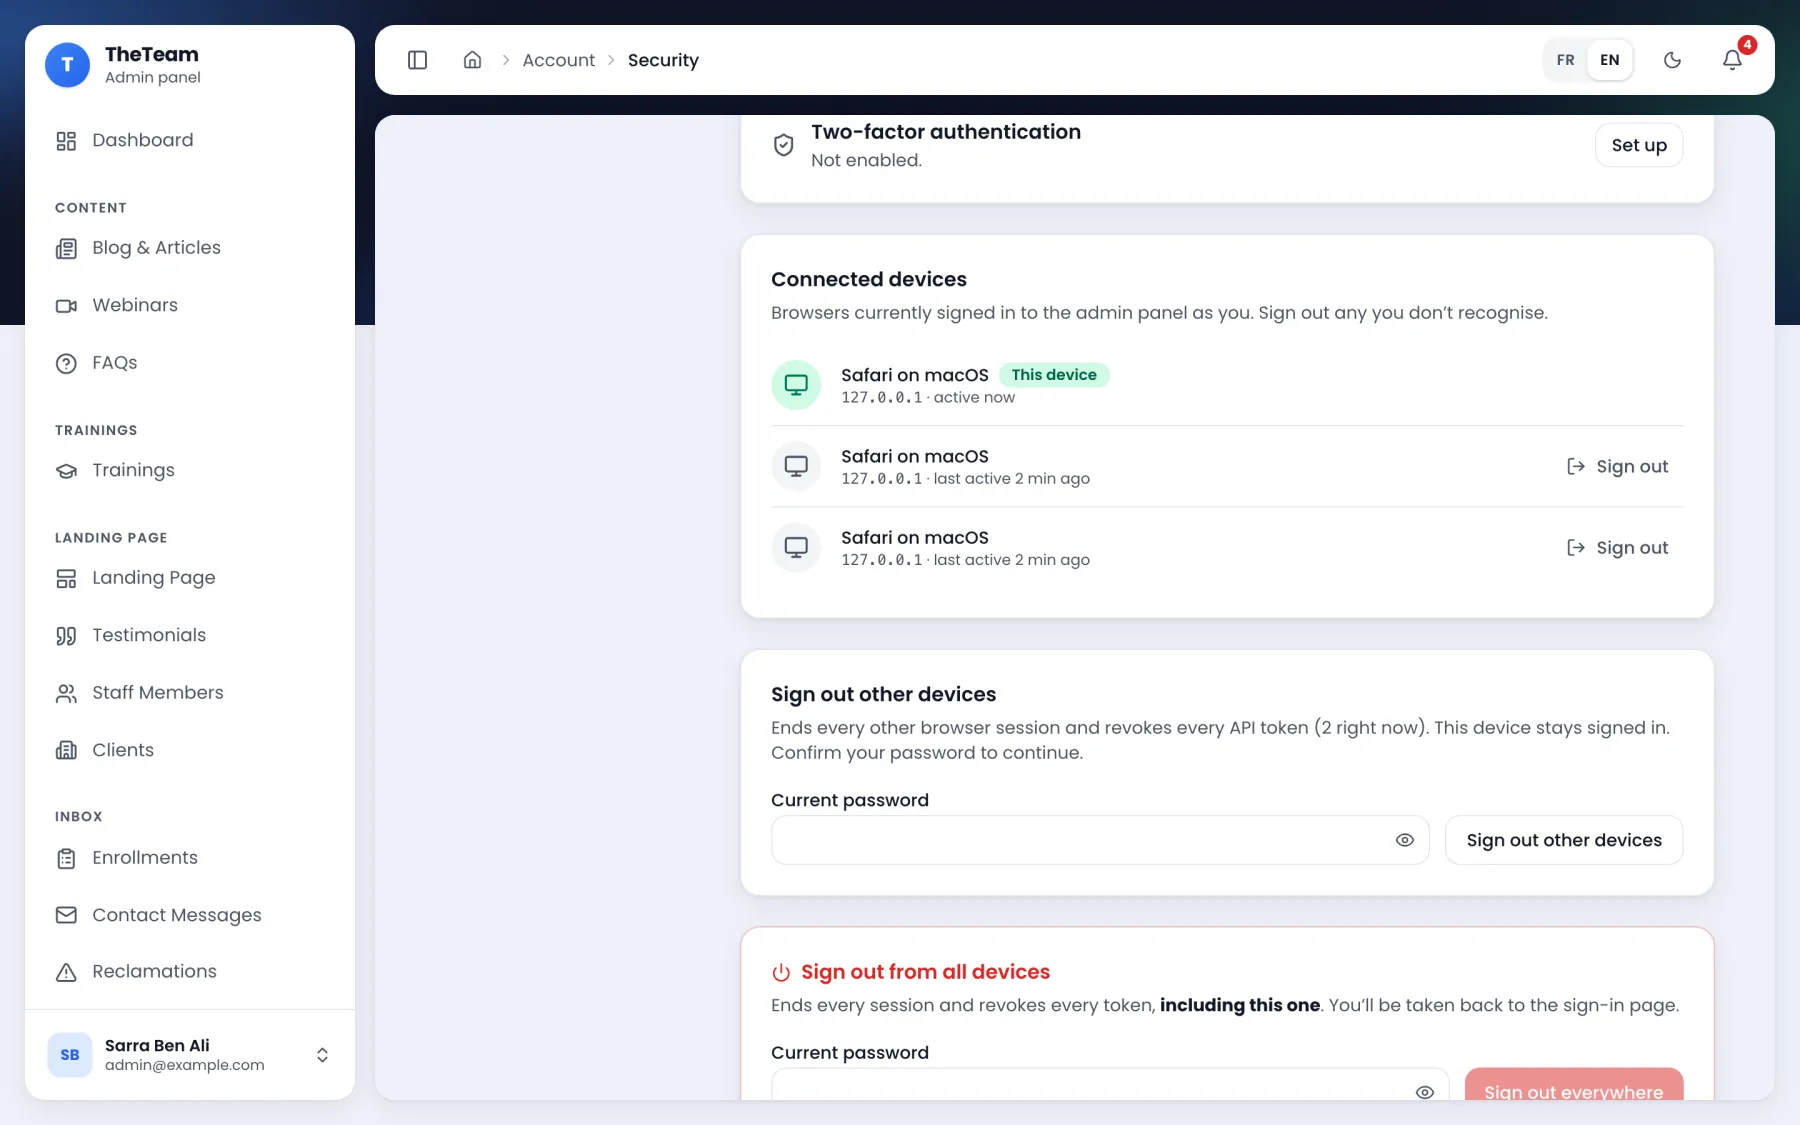 T
TheTeam
Admin panel
Dashboard
CONTENT
Blog & Articles
Webinars
FAQs
TRAININGS
Trainings
LANDING PAGE
Landing Page
Testimonials
Staff Members
Clients
INBOX
Enrollments
Contact Messages
Reclamations
SB
Sarra Ben Ali
admin@example.com
Account
Security
FR
EN
4
Two-factor authentication
Not enabled.
Set up
Connected devices
Browsers currently signed in to the admin panel as you. Sign out any you don’t recognise.
Safari on macOS This device
127.0.0.1 · active now
Safari on macOS
127.0.0.1 · last active 2 min ago
Sign out
Safari on macOS
127.0.0.1 · last active 2 min ago
Sign out
Sign out other devices
Ends every other browser session and revokes every API token (2 right now). This device stays signed in.
Confirm your password to continue.
Current password
Sign out other devices
Sign out from all devices
Ends every session and revokes every token, including this one. You’ll be taken back to the sign-in page.
Current password
Sign out everywhere